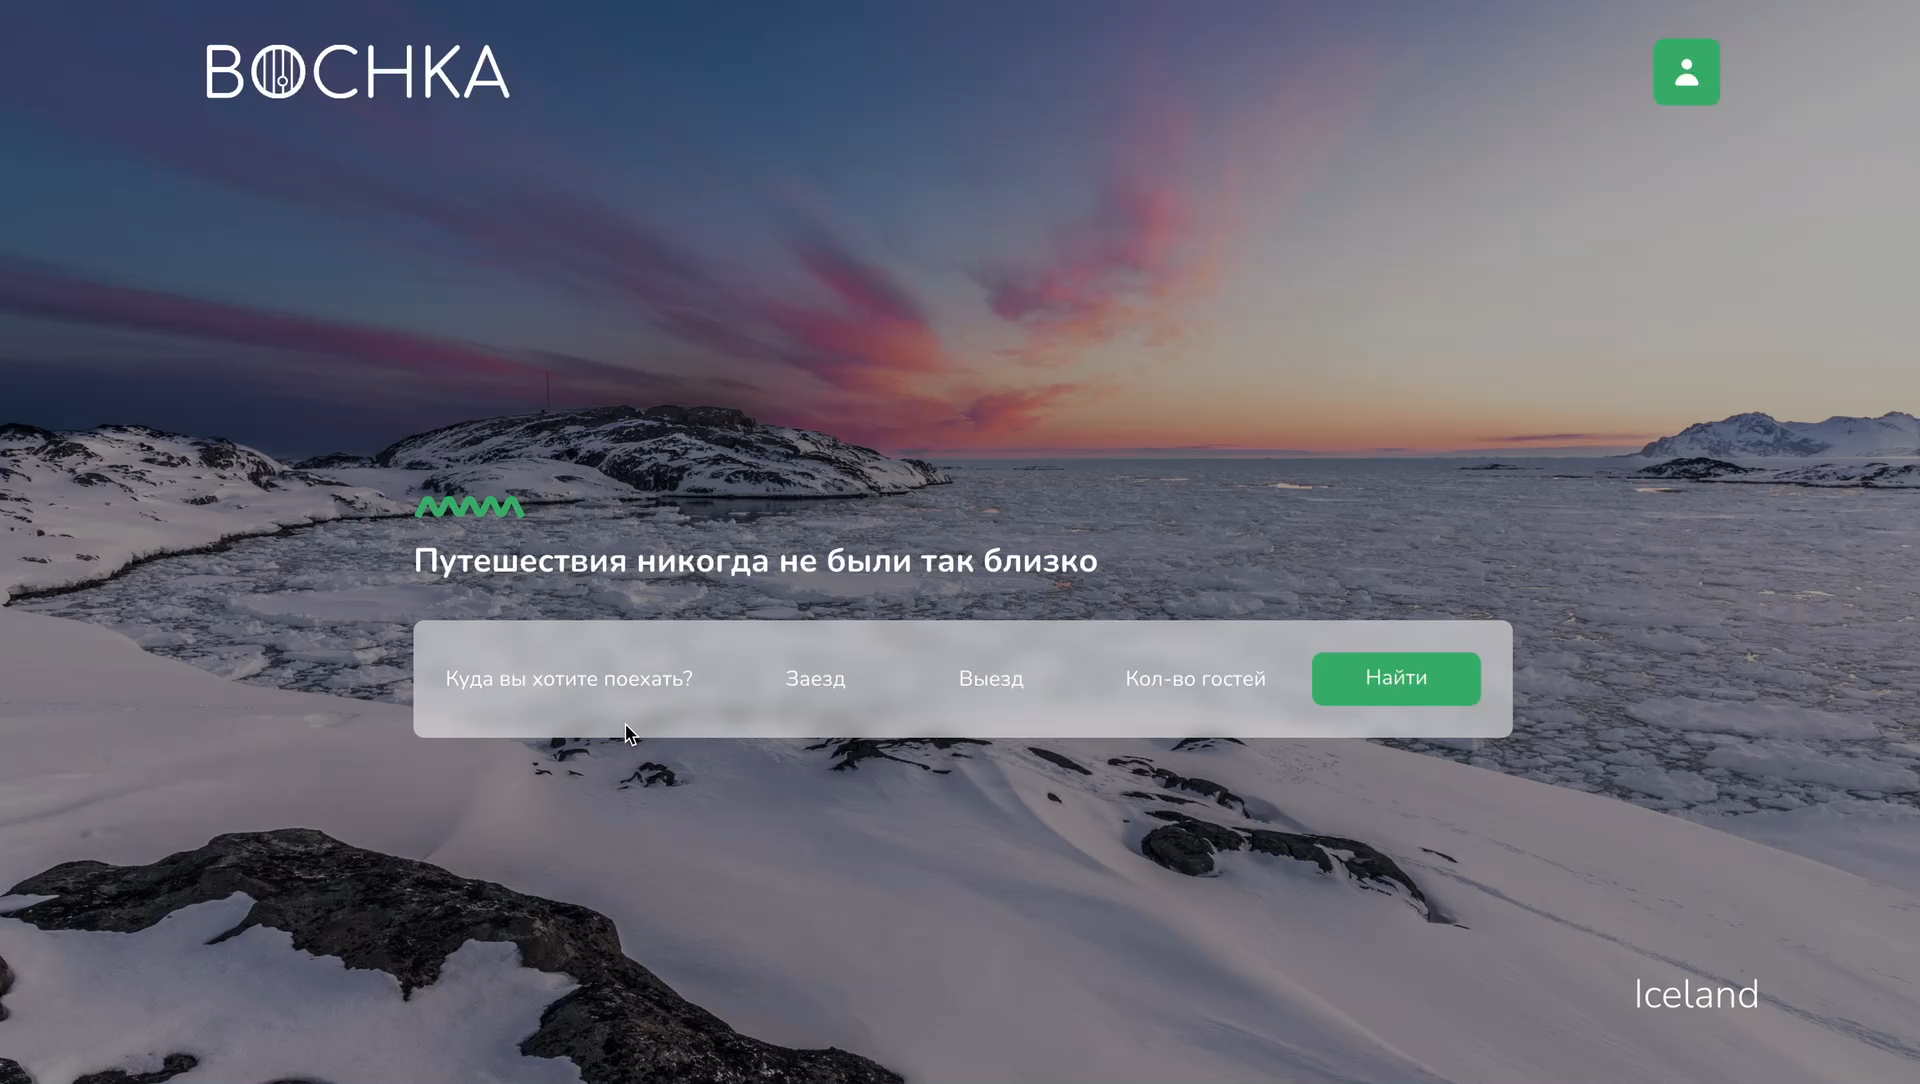 BOCHKA
Путешествия никогда не были так близко
Куда вы хотите поехать? Заезд Выезд Кол-во гостей Найти
Iceland